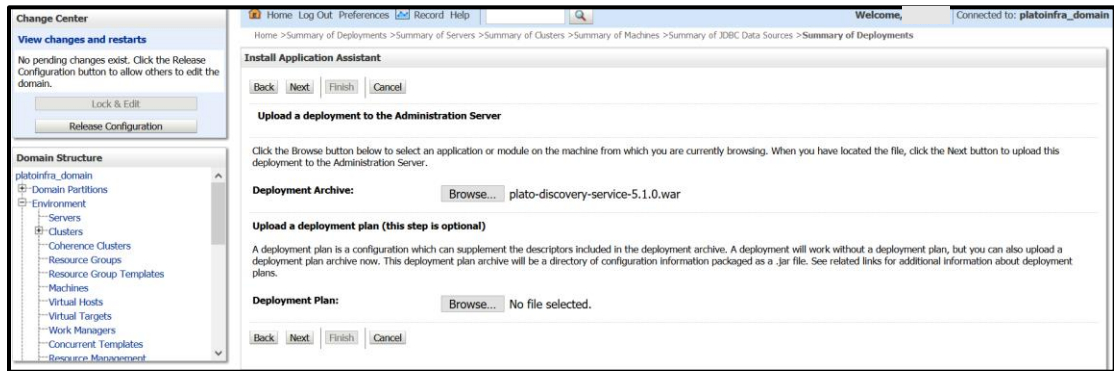 Change Center
View changes and restarts
No pending changes exist. Click the Release
Configuration button to allow others to edit the
domain.
Lock & Edit
Release Configuration
Domain Structure
platoinfra_domain
Domain Partitions
Environment
Servers
Clusters
Coherence Clusters
Resource Groups
Resource Group Templates
Machines
Virtual Hosts
Virtual Targets
Work Managers
Concurrent Templates
Resource Management
Home Log Out Preferences Record Help
Welcome,
Connected to: platoinfra_domain
Home >Summary of Deployments >Summary of Servers >Summary of Clusters >Summary of Machines >Summary of JDBC Data Sources >Summary of Deployments
Install Application Assistant
Back Next Finish Cancel
Upload a deployment to the Administration Server
Click the Browse button below to select an application or module on the machine from which you are currently browsing. When you have located the file, click the Next button to upload this
deployment to the Administration Server.
Deployment Archive: Browse... plato-discovery-service-5.1.0.war
Upload a deployment plan (this step is optional)
A deployment plan is a configuration which can supplement the descriptors included in the deployment archive. A deployment will work without a deployment plan, but you can also upload a
deployment plan archive now. This deployment plan archive will be a directory of configuration information packaged as a .jar file. See related links for additional information about deployment
plans.
Deployment Plan: Browse... No file selected.
Back Next Finish Cancel